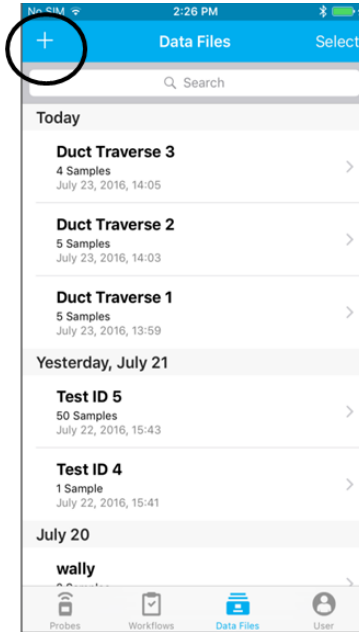 No SIM 2:26 PM
+ Data Files Select
Search
Today
Duct Traverse 3
4 Samples
July 23, 2016, 14:05
Duct Traverse 2
5 Samples
July 23, 2016, 14:03
Duct Traverse 1
5 Samples
July 23, 2016, 13:59
Yesterday, July 21
Test ID 5
50 Samples
July 22, 2016, 15:43
Test ID 4
1 Sample
July 22, 2016, 15:41
July 20
wally
Probes Workflows Data Files User